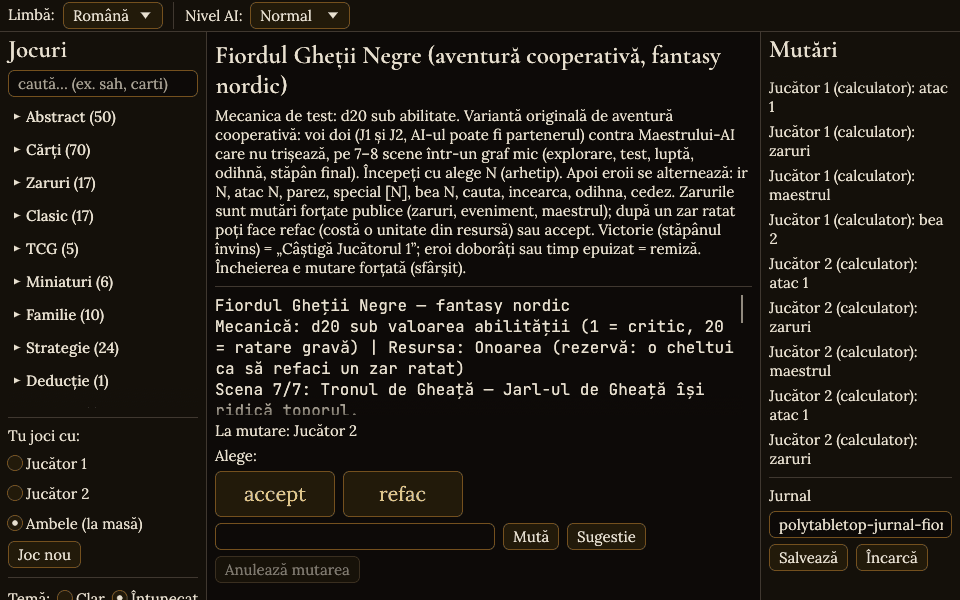 Limbă: Română ▼ Nivel AI: Normal ▼
Jocuri
caută... (ex. sah, carti)
▸ Abstract (50)
▸ Cărți (70)
▸ Zaruri (17)
▸ Clasic (17)
▸ TCG (5)
▸ Miniaturi (6)
▸ Familie (10)
▸ Strategie (24)
▸ Deducție (1)
Tu joci cu:
Jucător 1
Jucător 2
Ambele (la masă)
Joc nou
Temă: Clar Întunecat
Fiordul Gheții Negre (aventură cooperativă, fantasy
nordic)
Mecanica de test: d20 sub abilitate. Variantă originală de aventură
cooperativă: voi doi (J1 și J2, AI-ul poate fi partenerul) contra Maestrului-AI
care nu trișează, pe 7–8 scene într-un graf mic (explorare, test, luptă,
odihnă, stăpân final). Începeți cu alege N (arhetip). Apoi eroii se alternează: ir
N, atac N, parez, special [N], bea N, cauta, incearca, odihna, cedez. Zarurile
sunt mutări forțate publice (zaruri, eveniment, maestrul); după un zar ratat
poți face refac (costă o unitate din resursă) sau accept. Victorie (stăpânul
învins) = „Câștigă Jucătorul 1”; eroi doborâți sau timp epuizat = remiză.
Încheierea e mutare forțată (sfârșit).
Fiordul Gheții Negre — fantasy nordic
Mecanică: d20 sub valoarea abilității (1 = critic, 20
= ratare gravă) | Resursa: Onoarea (rezervă: o cheltui
ca să refaci un zar ratat)
Scena 7/7: Tronul de Gheață — Jarl-ul de Gheață își
ridică toporul.
La mutare: Jucător 2
Alege:
accept refac
Mută Sugestie
Anulează mutarea
Mutări
Jucător 1 (calculator): atac
1
Jucător 1 (calculator):
zaruri
Jucător 1 (calculator):
maestrul
Jucător 1 (calculator): bea
2
Jucător 2 (calculator):
atac 1
Jucător 2 (calculator):
zaruri
Jucător 2 (calculator):
maestrul
Jucător 2 (calculator):
atac 1
Jucător 2 (calculator):
zaruri
Jurnal
polytabletop-jurnal-fior
Salvează Încarcă